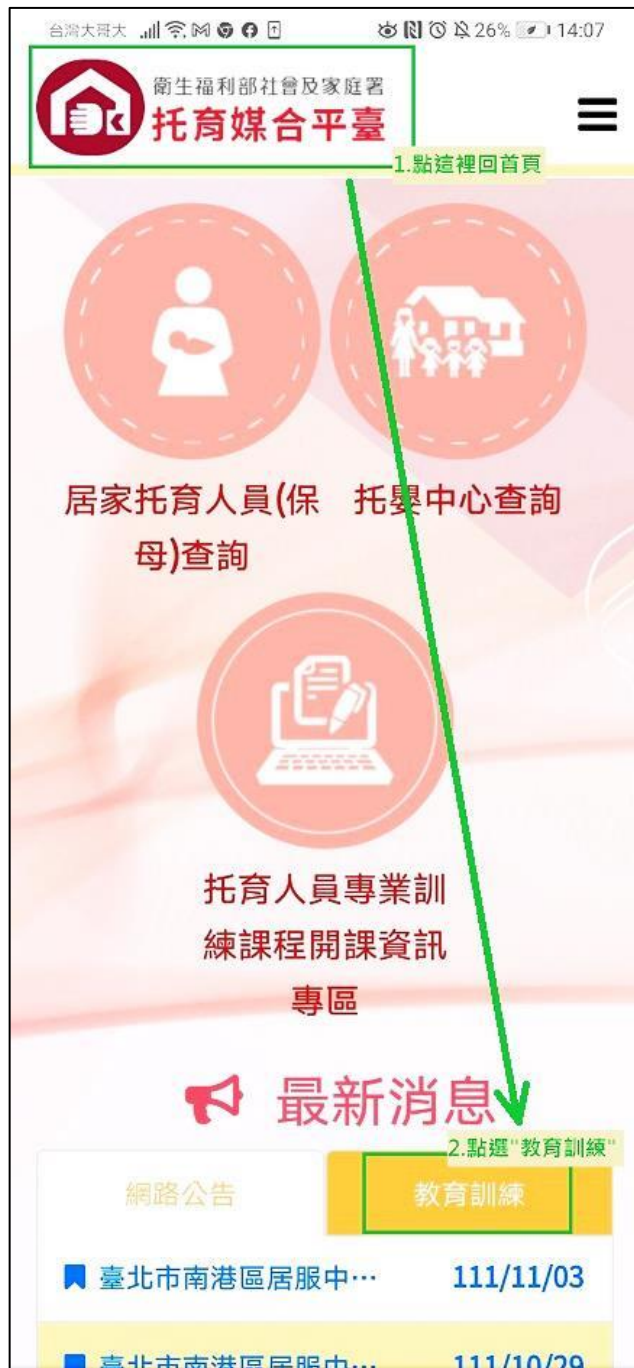 台灣大哥大 26% 14:07
衛生福利部社會及家庭署
托育媒合平臺
1.點這裡回首頁
居家托育人員(保
母)查詢
托嬰中心查詢
托育人員專業訓
練課程開課資訊
專區
最新消息
2.點選"教育訓練"
網路公告
教育訓練
臺北市南港區居服中… 111/11/03
臺北市南港區居服中… 111/10/29